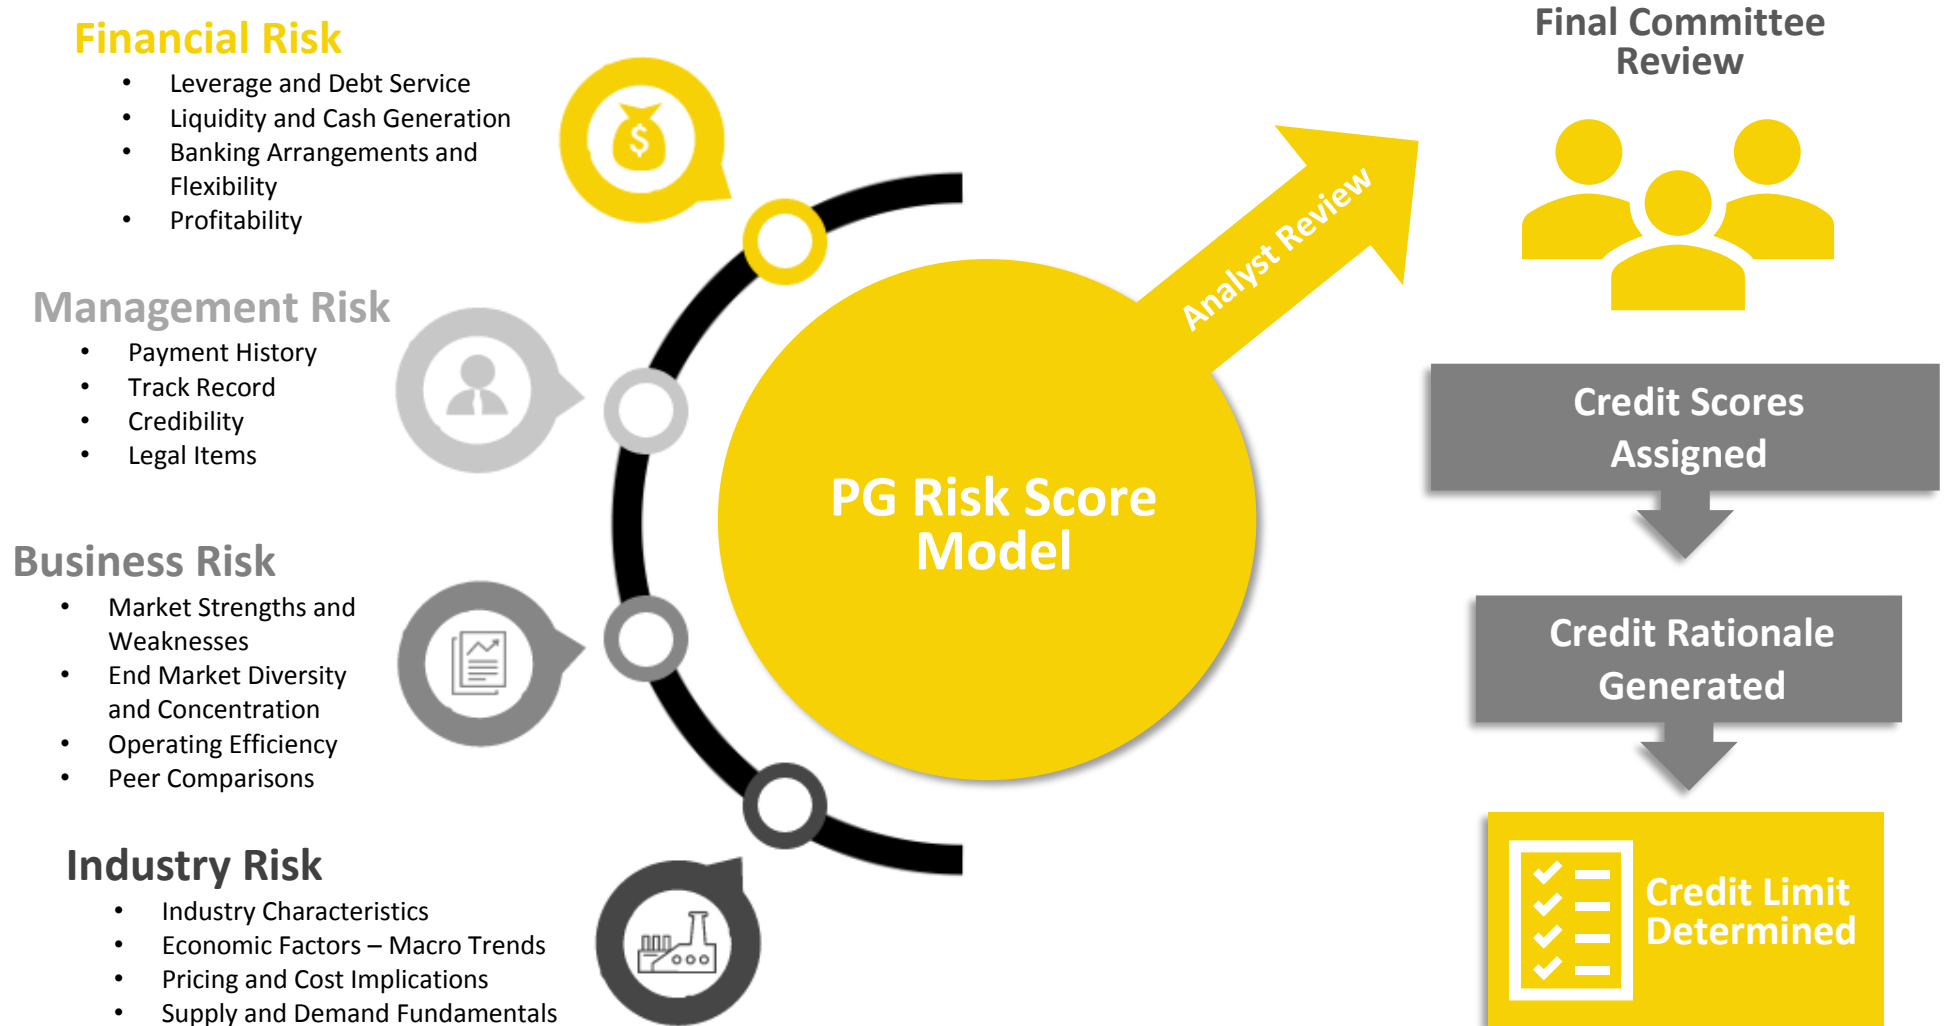 Financial Risk
• Leverage and Debt Service
• Liquidity and Cash Generation
• Banking Arrangements and
Flexibility
• Profitability
Management Risk
• Payment History
• Track Record
• Credibility
• Legal Items
Business Risk
• Market Strengths and
Weaknesses
• End Market Diversity
and Concentration
• Operating Efficiency
• Peer Comparisons
Industry Risk
• Industry Characteristics
• Economic Factors – Macro Trends
• Pricing and Cost Implications
• Supply and Demand Fundamentals
$
PG Risk Score
Model
Analyst Review
Final Committee
Review
Credit Scores
Assigned
Credit Rationale
Generated
Credit Limit
Determined